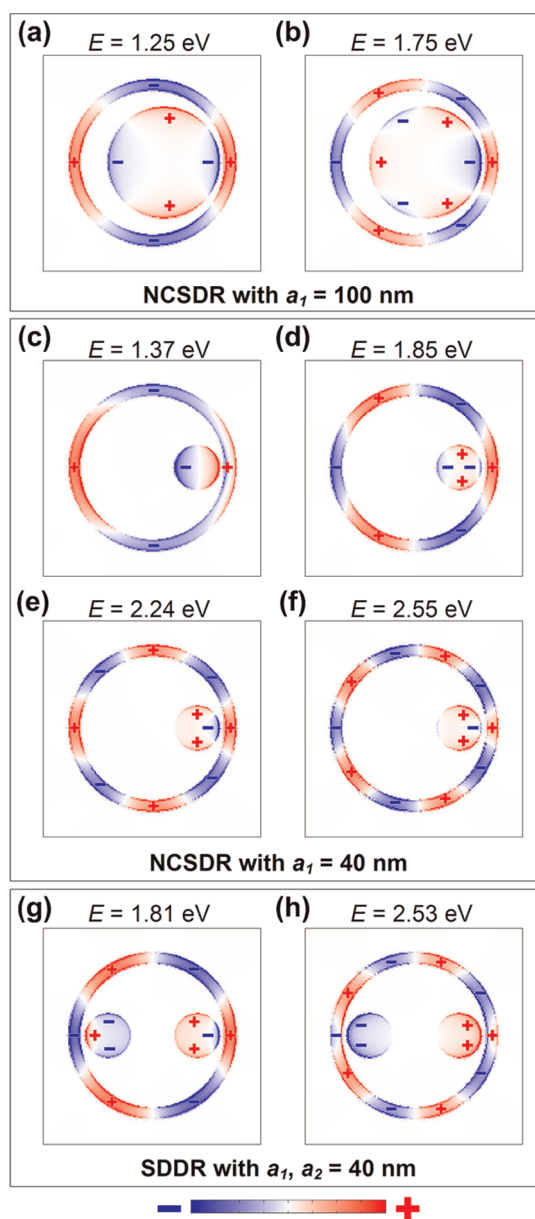 (a) E = 1.25 eV (b) E = 1.75 eV
NCSDR with a1 = 100 nm
(c) E = 1.37 eV (d) E = 1.85 eV
(e) E = 2.24 eV (f) E = 2.55 eV
NCSDR with a1 = 40 nm
(g) E = 1.81 eV (h) E = 2.53 eV
SDDR with a1, a2 = 40 nm
− +